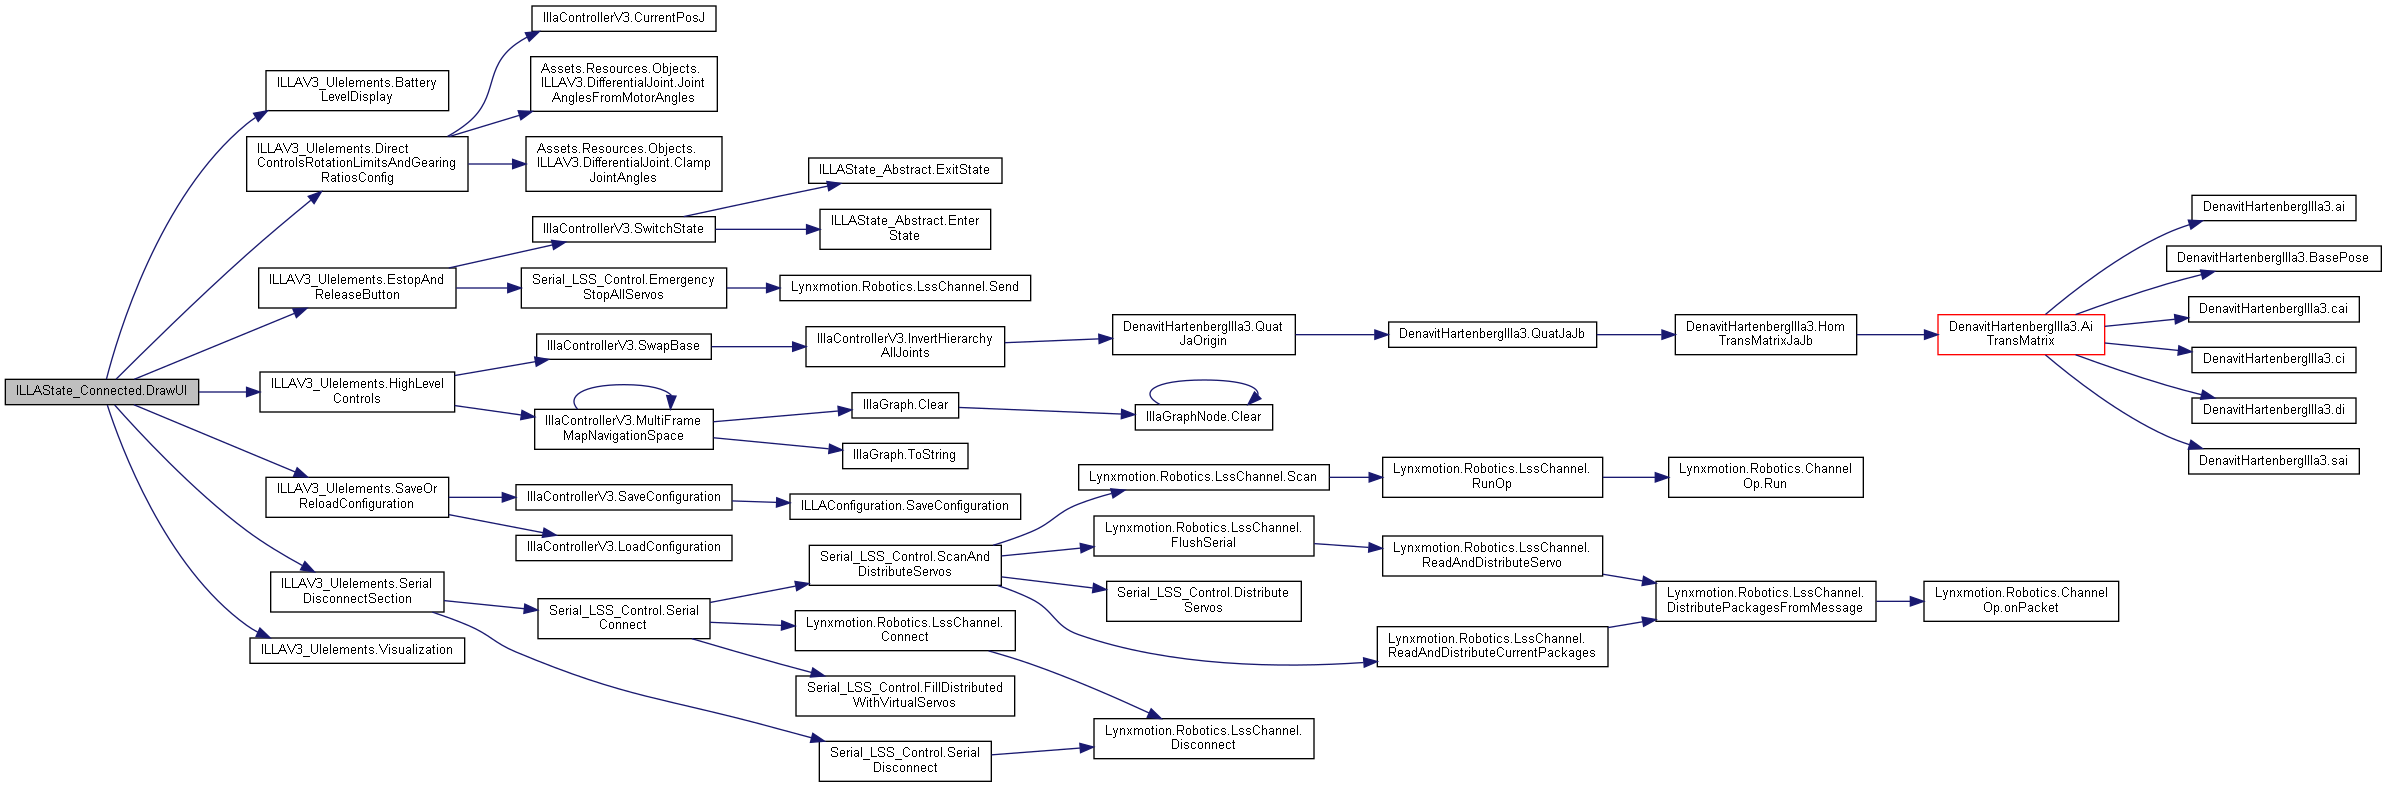 IllaControllerV3.CurrentPosJ
Assets.Resources.Objects.
ILLAV3.DifferentialJoint.Joint
AnglesFromMotorAngles
ILLAV3_UIelements.Battery
LevelDisplay
ILLAV3_UIelements.Direct
ControlsRotationLimitsAndGearing
RatiosConfig
Assets.Resources.Objects.
ILLAV3.DifferentialJoint.Clamp
JointAngles
ILLAState_Abstract.ExitState
IllaControllerV3.SwitchState
ILLAState_Abstract.Enter
State
ILLAV3_UIelements.EstopAnd
ReleaseButton
Serial_LSS_Control.Emergency
StopAllServos
Lynxmotion.Robotics.LssChannel.Send
IllaControllerV3.SwapBase
IllaControllerV3.InvertHierarchy
AllJoints
DenavitHartenbergIlla3.Quat
JaOrigin
DenavitHartenbergIlla3.QuatJaJb
DenavitHartenbergIlla3.Hom
TransMatrixJaJb
DenavitHartenbergIlla3.Ai
TransMatrix
DenavitHartenbergIlla3.ai
DenavitHartenbergIlla3.BasePose
DenavitHartenbergIlla3.cai
DenavitHartenbergIlla3.ci
DenavitHartenbergIlla3.di
DenavitHartenbergIlla3.sai
ILLAState_Connected.DrawUI
ILLAV3_UIelements.HighLevel
Controls
IllaControllerV3.MultiFrame
MapNavigationSpace
IllaGraph.Clear
IllaGraphNode.Clear
IllaGraph.ToString
ILLAV3_UIelements.SaveOr
ReloadConfiguration
IllaControllerV3.SaveConfiguration
ILLAConfiguration.SaveConfiguration
IllaControllerV3.LoadConfiguration
Lynxmotion.Robotics.LssChannel.Scan
Lynxmotion.Robotics.LssChannel.
RunOp
Lynxmotion.Robotics.Channel
Op.Run
Lynxmotion.Robotics.LssChannel.
FlushSerial
Lynxmotion.Robotics.LssChannel.
ReadAndDistributeServo
Serial_LSS_Control.ScanAnd
DistributeServos
Serial_LSS_Control.Distribute
Servos
Lynxmotion.Robotics.LssChannel.
DistributePackagesFromMessage
Lynxmotion.Robotics.Channel
Op.onPacket
ILLAV3_UIelements.Serial
DisconnectSection
Serial_LSS_Control.Serial
Connect
Lynxmotion.Robotics.LssChannel.
Connect
Lynxmotion.Robotics.LssChannel.
ReadAndDistributeCurrentPackages
ILLAV3_UIelements.Visualization
Serial_LSS_Control.FillDistributed
WithVirtualServos
Lynxmotion.Robotics.LssChannel.
Disconnect
Serial_LSS_Control.Serial
Disconnect